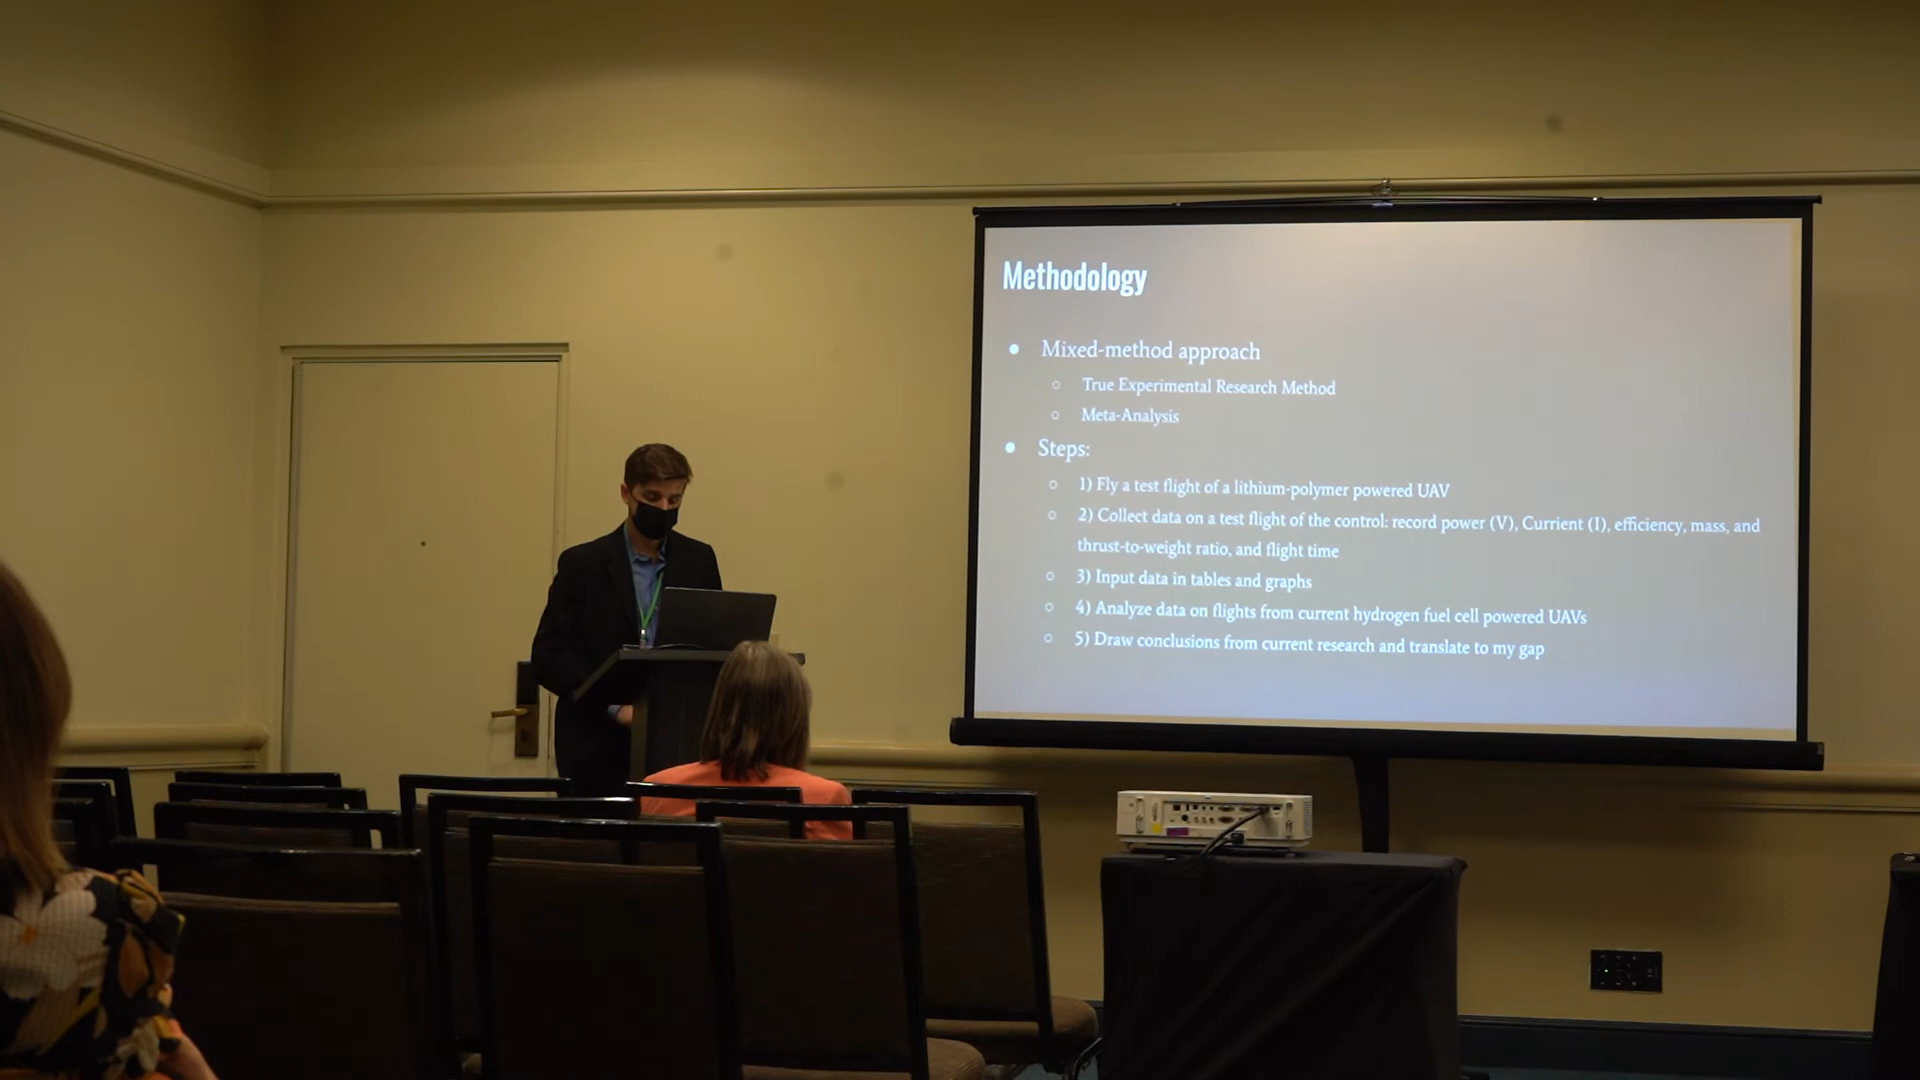 Methodology
● Mixed-method approach
○ True Experimental Research Method
○ Meta-Analysis
● Steps:
○ 1) Fly a test flight of a lithium-polymer powered UAV
○ 2) Collect data on a test flight of the control: record power (V), Currient (I), efficiency, mass, and
thrust-to-weight ratio, and flight time
○ 3) Input data in tables and graphs
○ 4) Analyze data on flights from current hydrogen fuel cell powered UAVs
○ 5) Draw conclusions from current research and translate to my gap